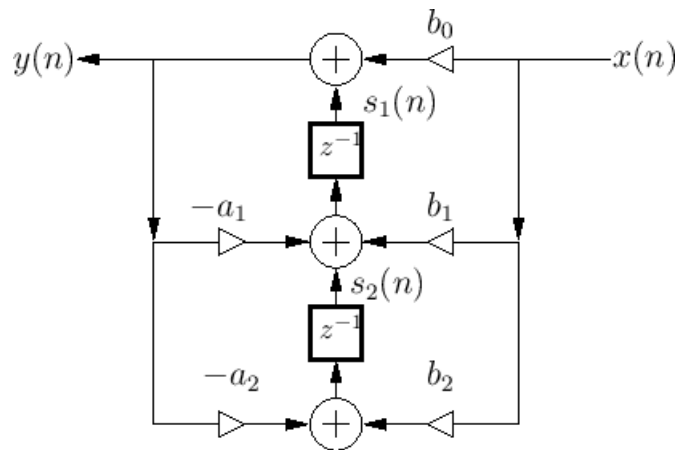 y(n) + b₀ x(n)
s₁(n)
z⁻¹
−a₁ + b₁
s₂(n)
z⁻¹
−a₂ + b₂